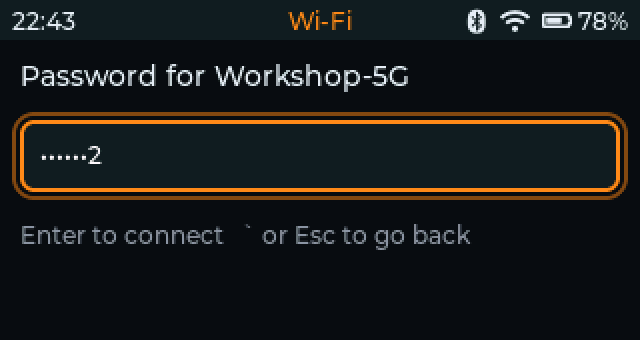 22:43 Wi-Fi 78%
Password for Workshop-5G
••••••2
Enter to connect ` or Esc to go back